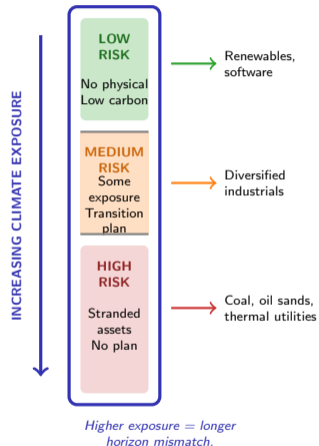 INCREASING CLIMATE EXPOSURE
LOW
RISK
No physical
Low carbon
Renewables,
software
MEDIUM
RISK
Some
exposure
Transition
plan
Diversified
industrials
HIGH
RISK
Stranded
assets
No plan
Coal, oil sands,
thermal utilities
Higher exposure = longer
horizon mismatch.